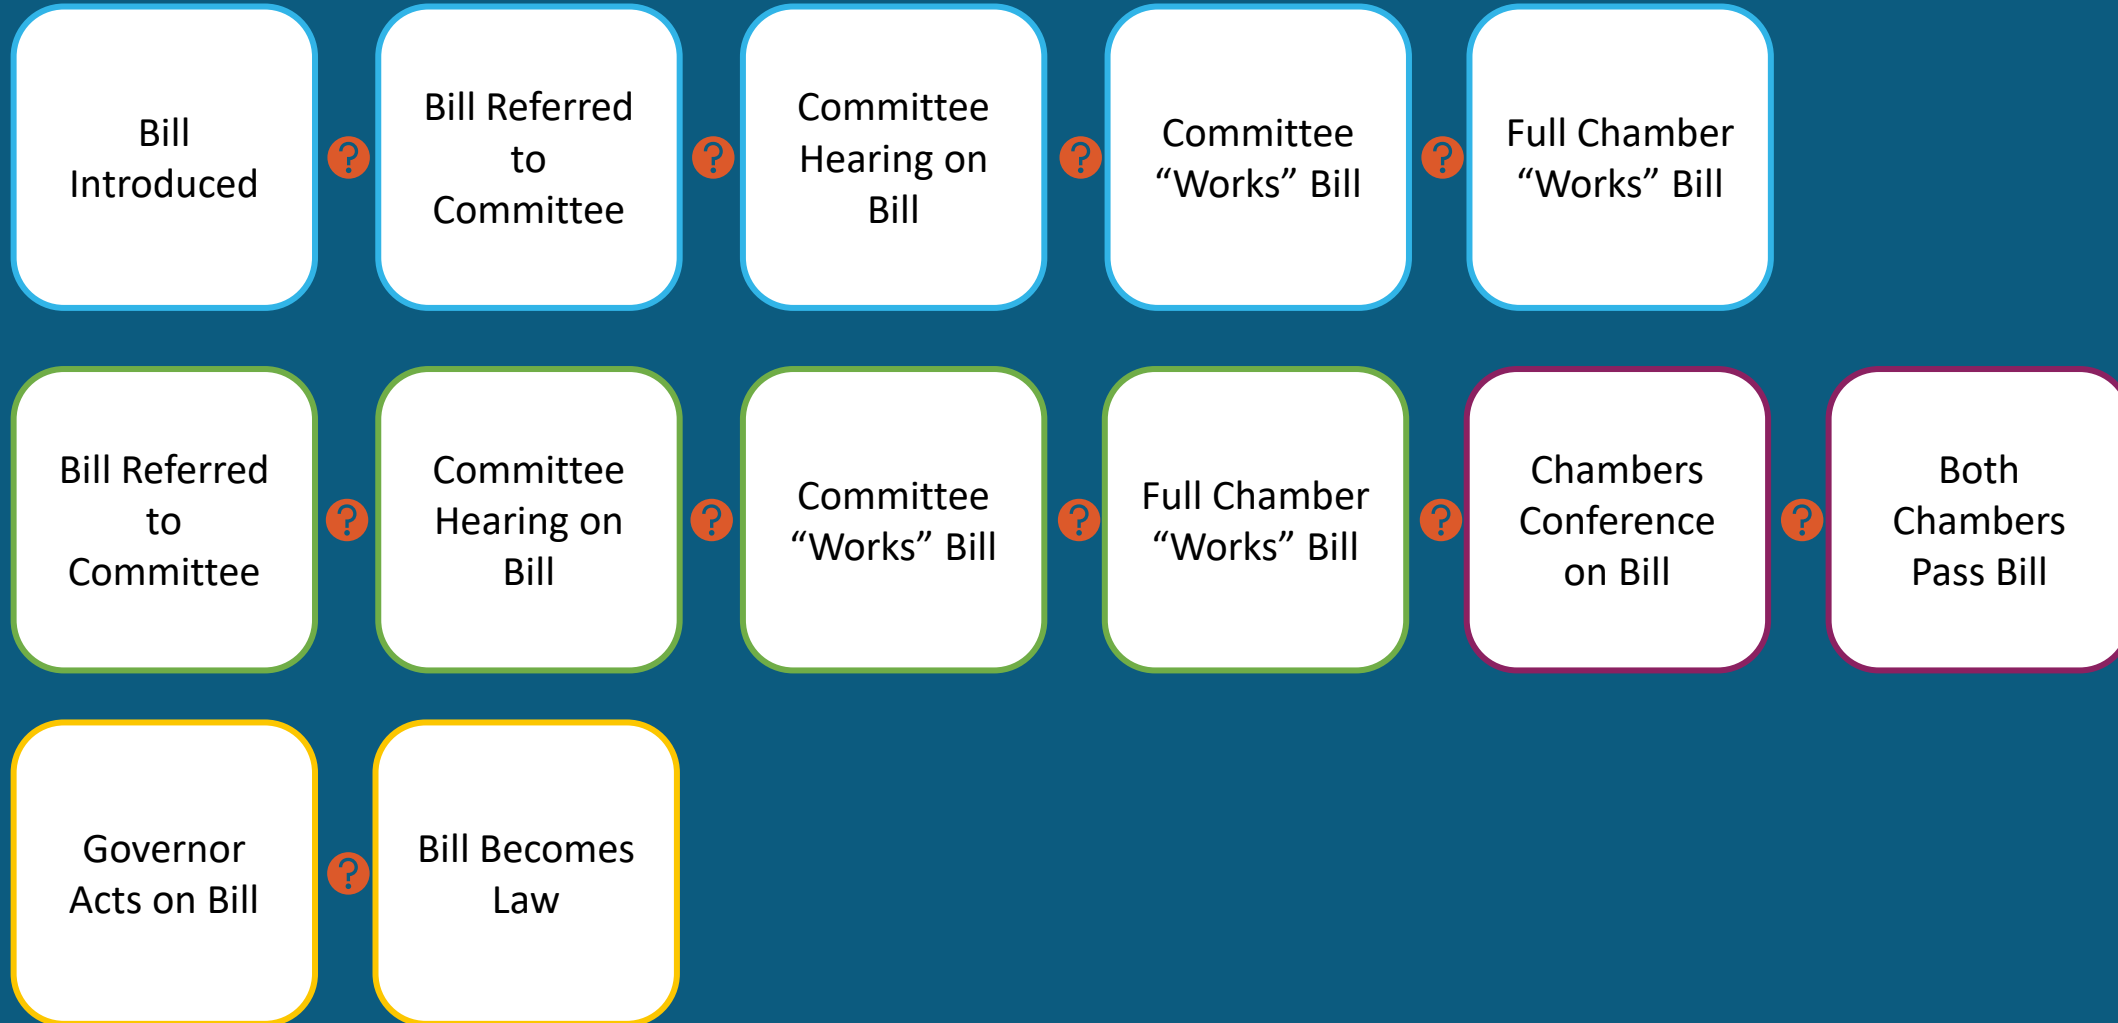 Bill
Introduced
?
Bill Referred
to
Committee
?
Committee
Hearing on
Bill
?
Committee
“Works” Bill
?
Full Chamber
“Works” Bill
Bill Referred
to
Committee
?
Committee
Hearing on
Bill
?
Committee
“Works” Bill
?
Full Chamber
“Works” Bill
?
Chambers
Conference
on Bill
?
Both
Chambers
Pass Bill
Governor
Acts on Bill
?
Bill Becomes
Law